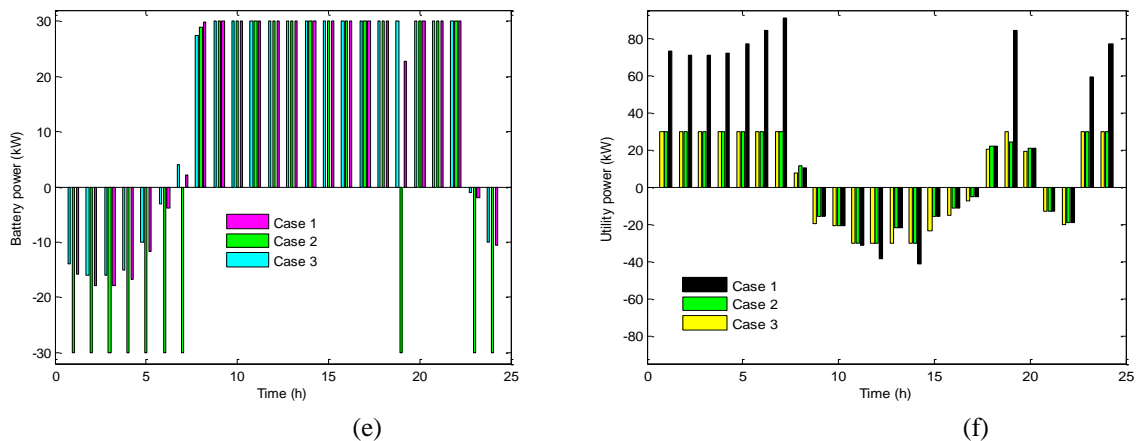 30
20
10
0
-10
-20
-30
Battery power (kW)
Case 1
Case 2
Case 3
0 5 10 15 20 25
Time (h)
(e)
80
60
40
20
0
-20
-40
-60
-80
Utility power (kW)
Case 1
Case 2
Case 3
0 5 10 15 20 25
Time (h)
(f)